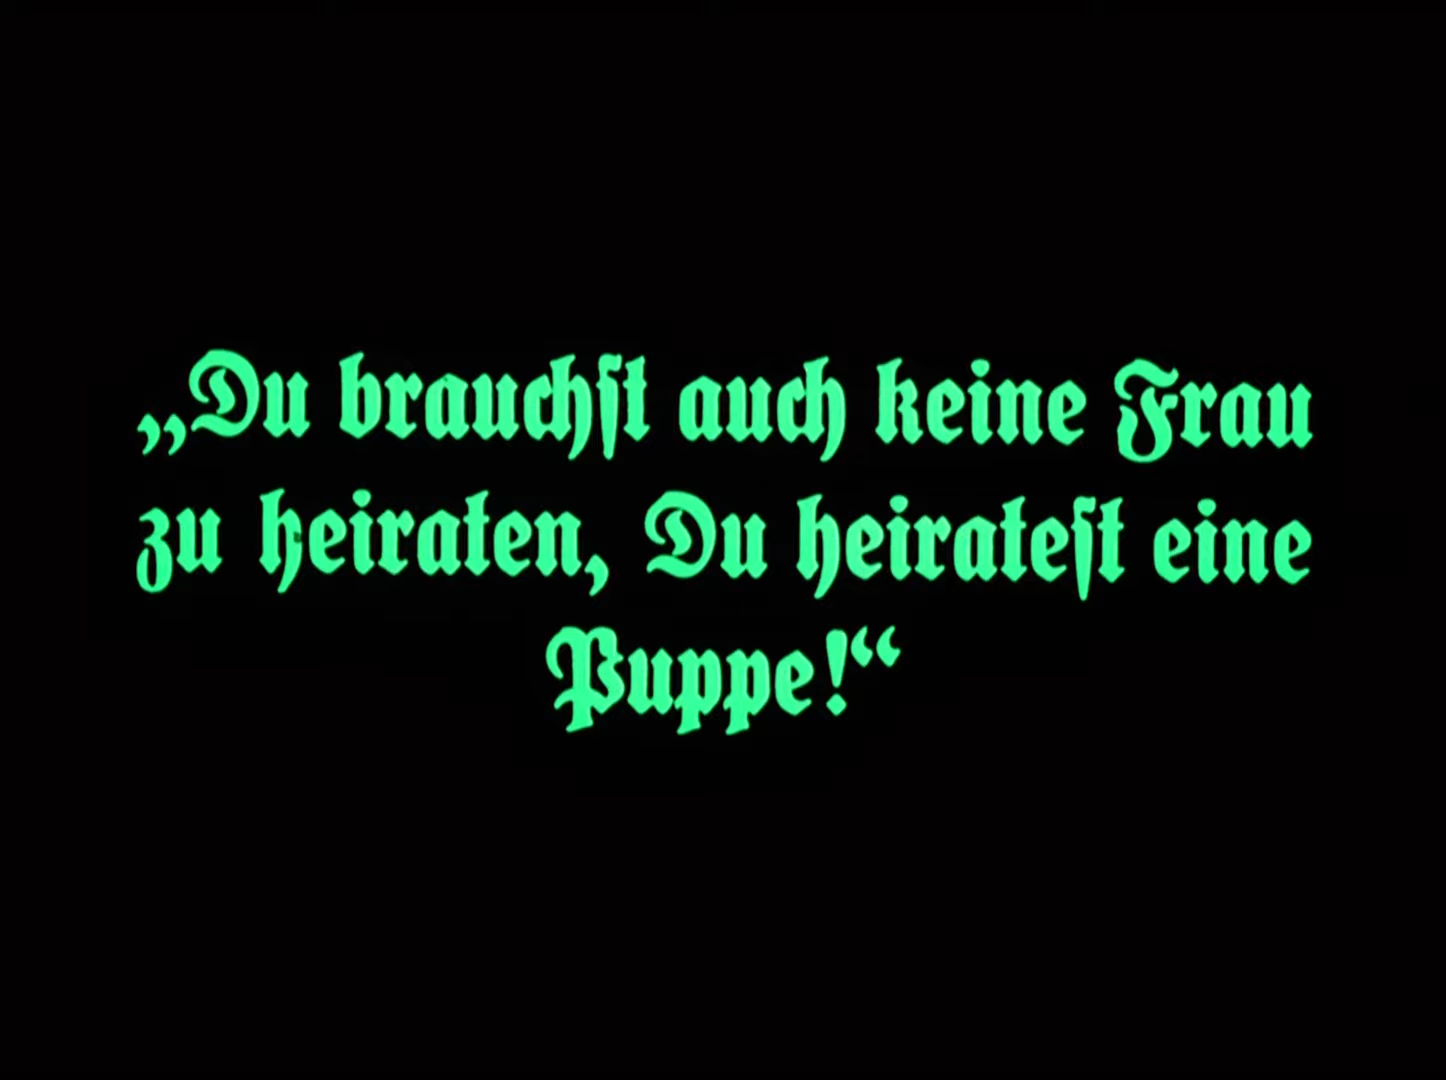 „Du brauchſt auch keine Frau
zu heiraten, Du heirateſt eine
Puppe!“